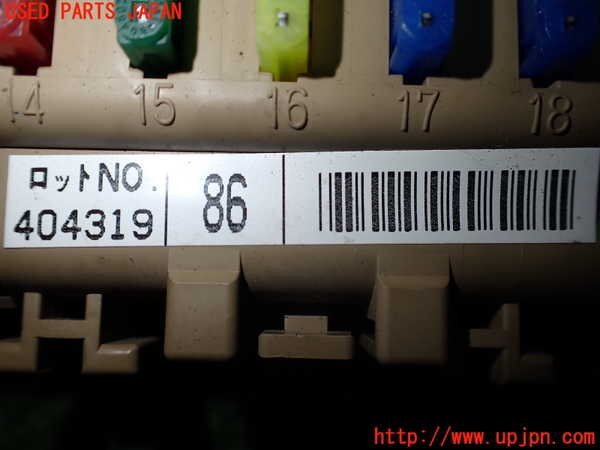 USED PARTS JAPAN
14 15 16 17 18
ロットNO.
404319
86
http://www.upjpn.com/